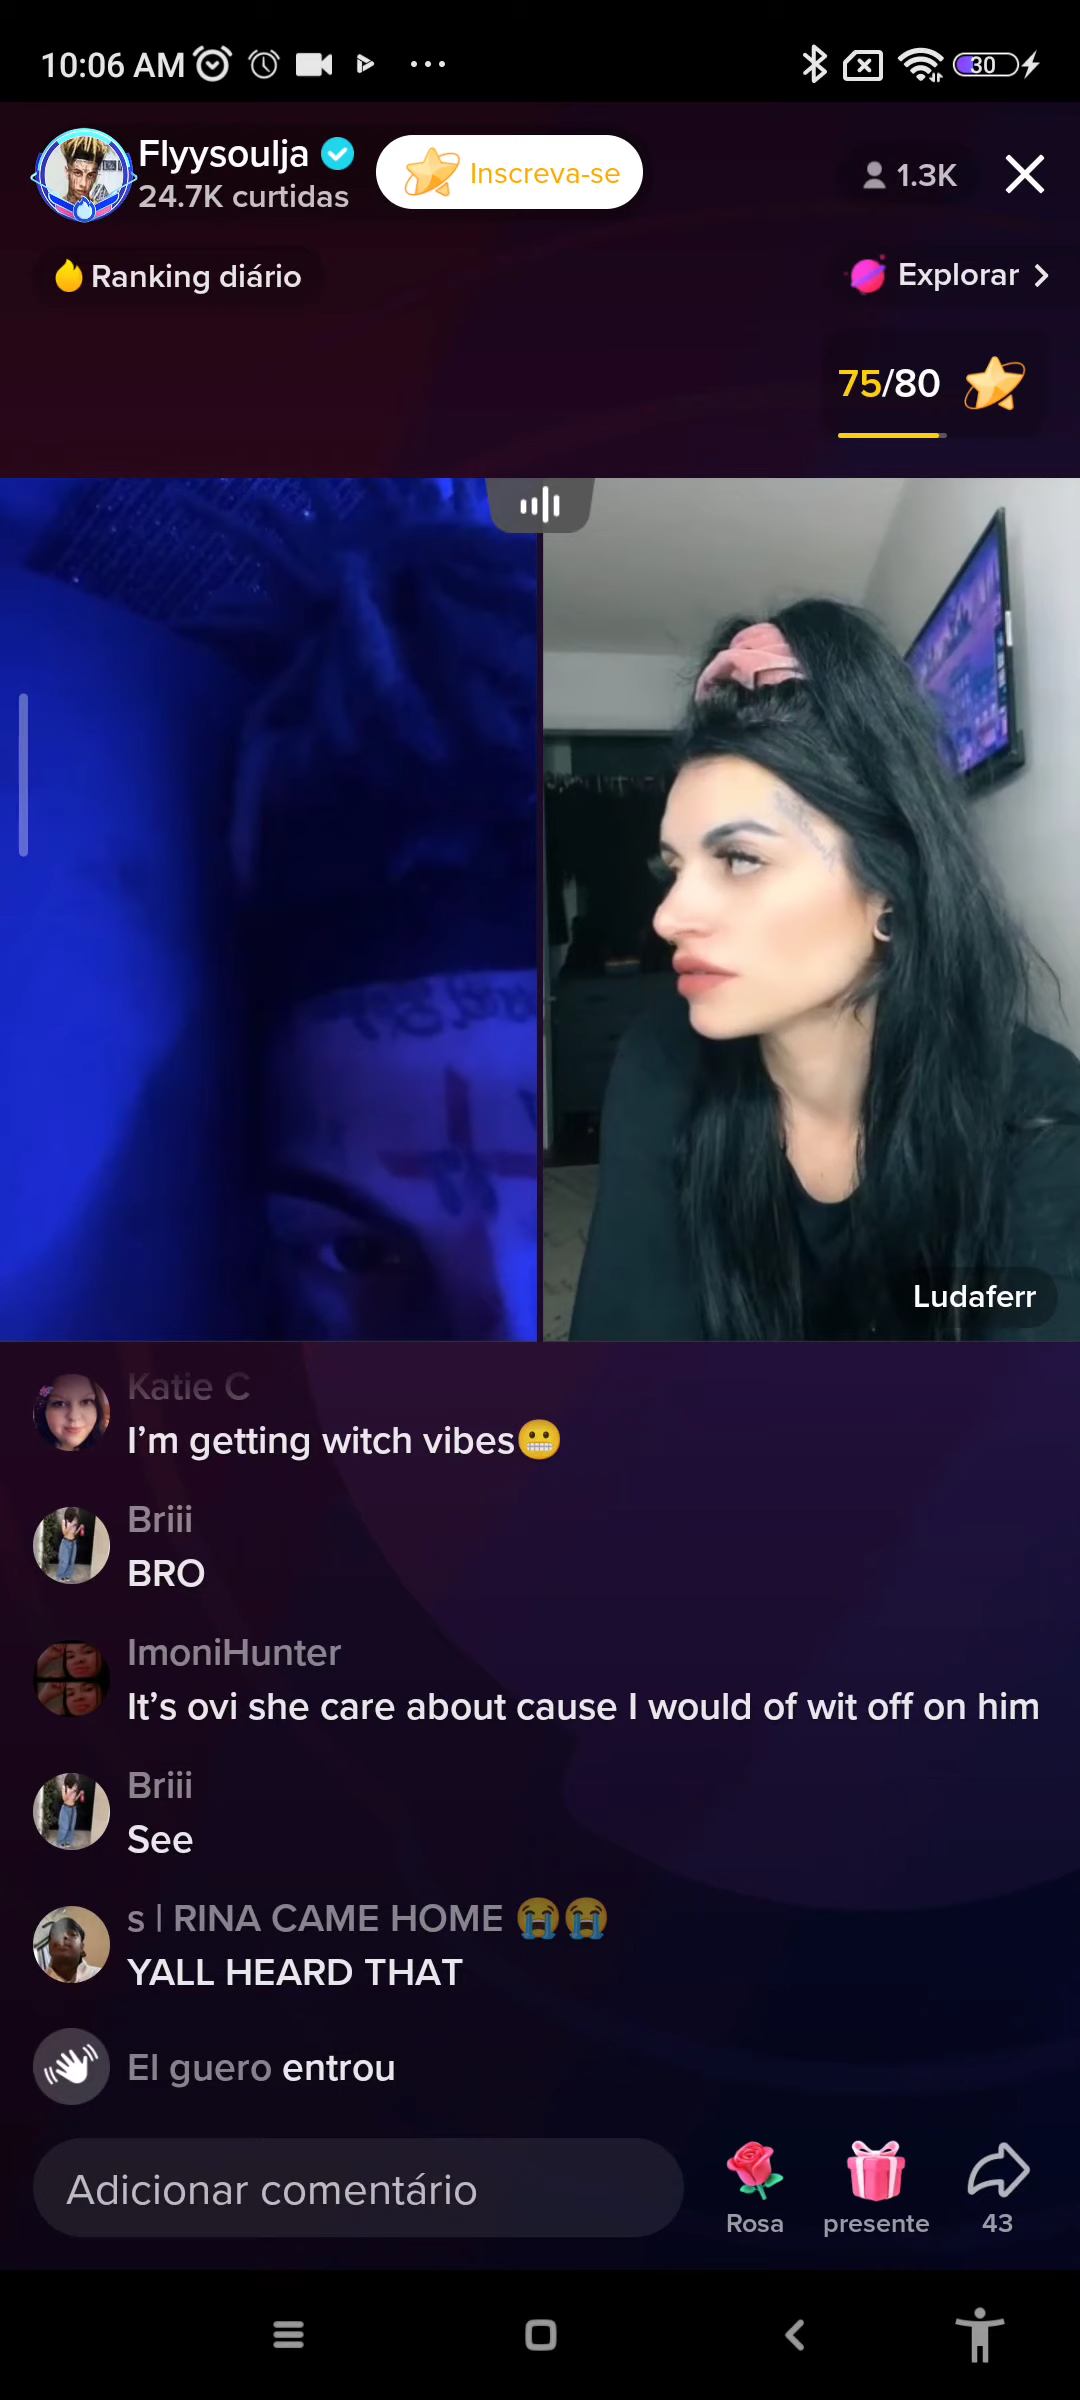 10:06 AM
30
Flyysoulja
24.7K curtidas
Inscreva-se
1.3K
Ranking diário
Explorar
75/80
Ludaferr
Katie C
I’m getting witch vibes😬
Briii
BRO
ImoniHunter
It’s ovi she care about cause I would of wit off on him
Briii
See
s | RINA CAME HOME 😭😭
YALL HEARD THAT
El guero entrou
Adicionar comentário
Rosa
presente
43